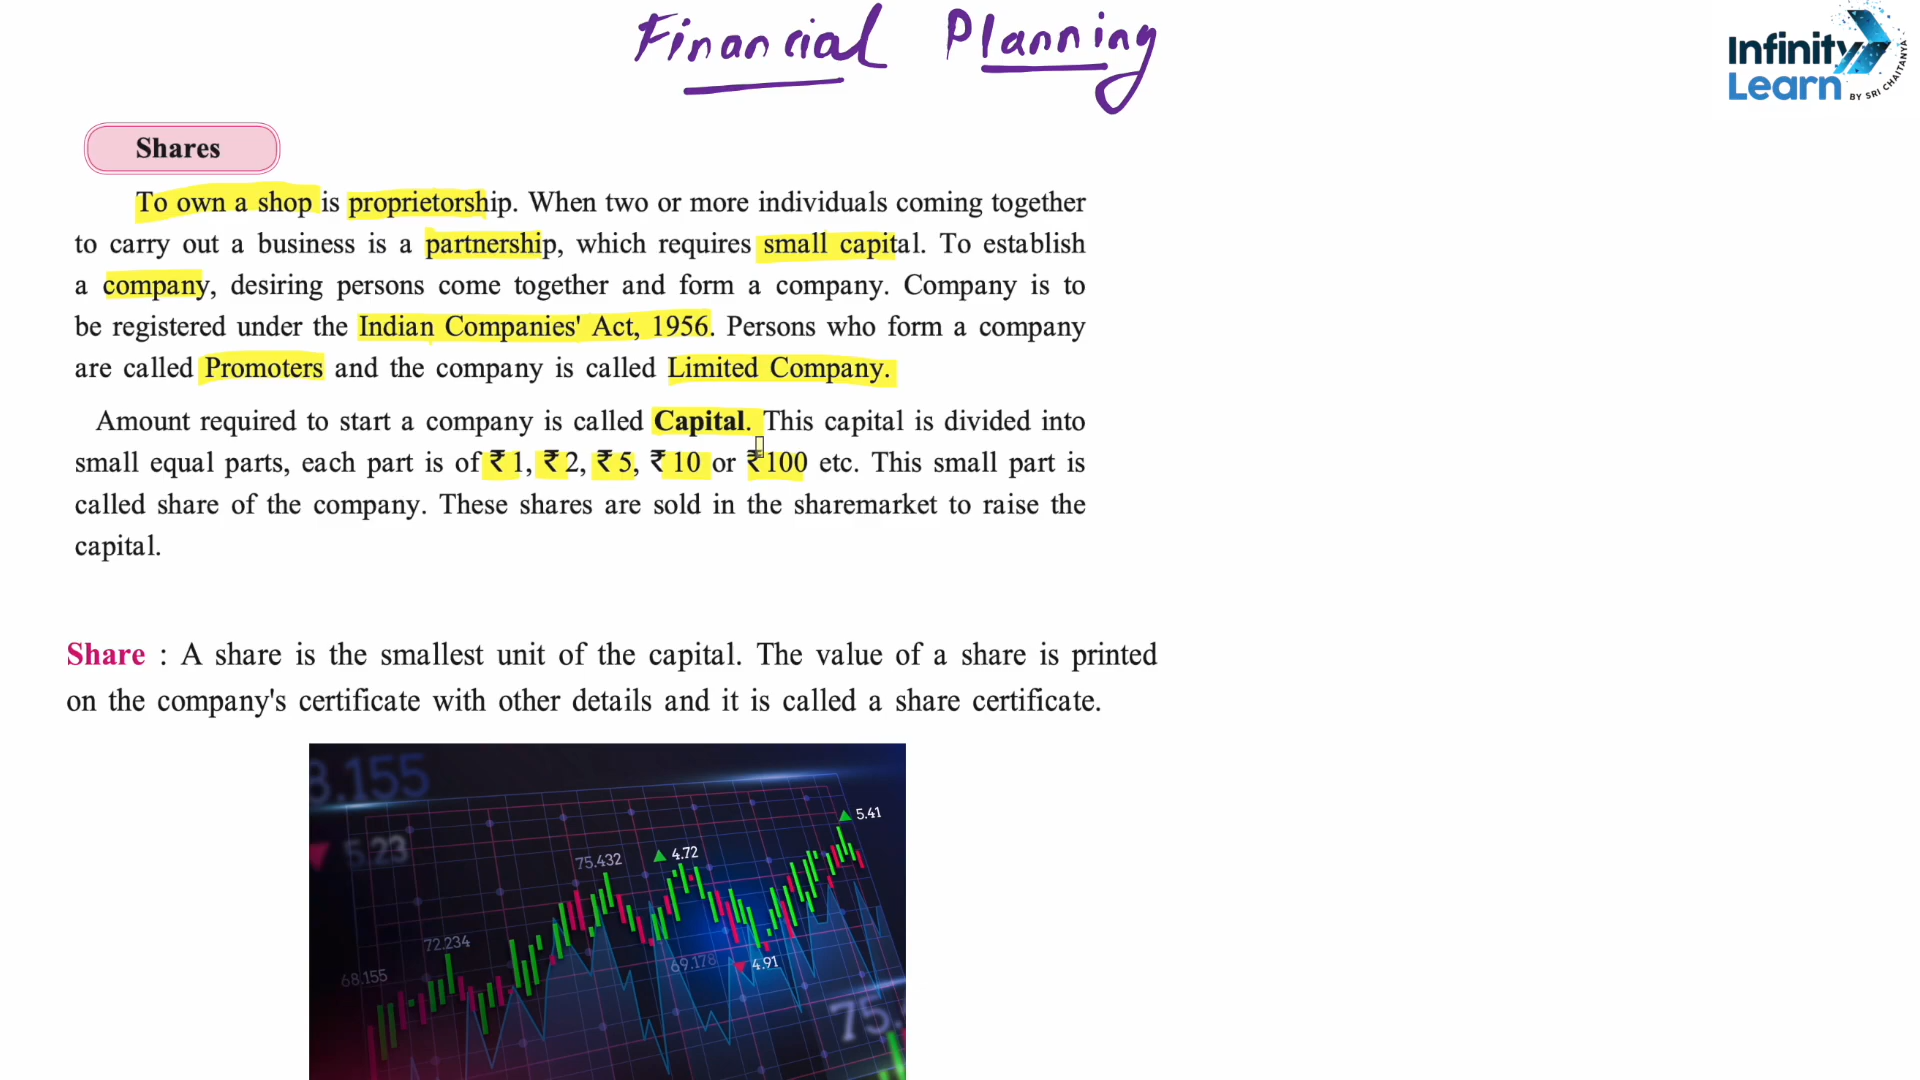 Financial Planning
Infinity
Learn
BY SRI CHAITANYA
Shares
To own a shop is proprietorship. When two or more individuals coming together
to carry out a business is a partnership, which requires small capital. To establish
a company, desiring persons come together and form a company. Company is to
be registered under the Indian Companies' Act, 1956. Persons who form a company
are called Promoters and the company is called Limited Company.
Amount required to start a company is called Capital. This capital is divided into
small equal parts, each part is of ₹ 1, ₹ 2, ₹ 5, ₹ 10 or ₹ 100 etc. This small part is
called share of the company. These shares are sold in the sharemarket to raise the
capital.
Share : A share is the smallest unit of the capital. The value of a share is printed
on the company's certificate with other details and it is called a share certificate.
8.155
5.23
5.41
75.432
4.72
72.234
68.155
69.178
4.91
75.